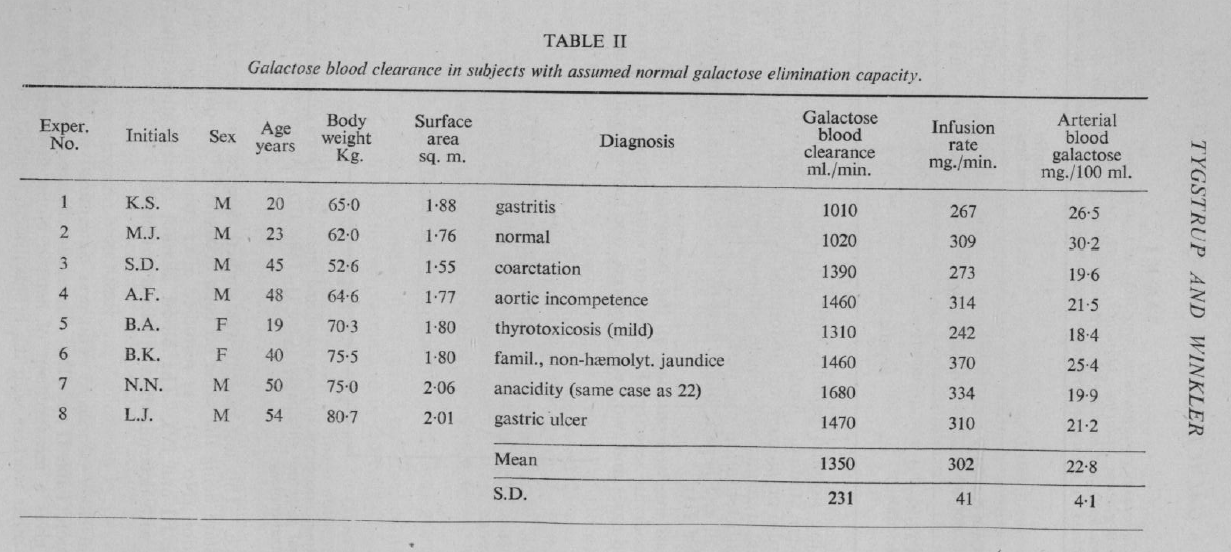 TABLE II
Galactose blood clearance in subjects with assumed normal galactose elimination capacity.
Exper. No. Initials Sex Age years Body weight Kg. Surface area sq. m. Diagnosis Galactose blood clearance ml./min. Infusion rate mg./min. Arterial blood galactose mg./100 ml.
1 K.S. M 20 65·0 1·88 gastritis 1010 267 26·5
2 M.J. M 23 62·0 1·76 normal 1020 309 30·2
3 S.D. M 45 52·6 1·55 coarctation 1390 273 19·6
4 A.F. M 48 64·6 1·77 aortic incompetence 1460 314 21·5
5 B.A. F 19 70·3 1·80 thyrotoxicosis (mild) 1310 242 18·4
6 B.K. F 40 75·5 1·80 famil., non-hæmolyt. jaundice 1460 370 25·4
7 N.N. M 50 75·0 2·06 anacidity (same case as 22) 1680 334 19·9
8 L.J. M 54 80·7 2·01 gastric ulcer 1470 310 21·2
Mean 1350 302 22·8
S.D. 231 41 4·1
TYGSTRUP AND WINKLER